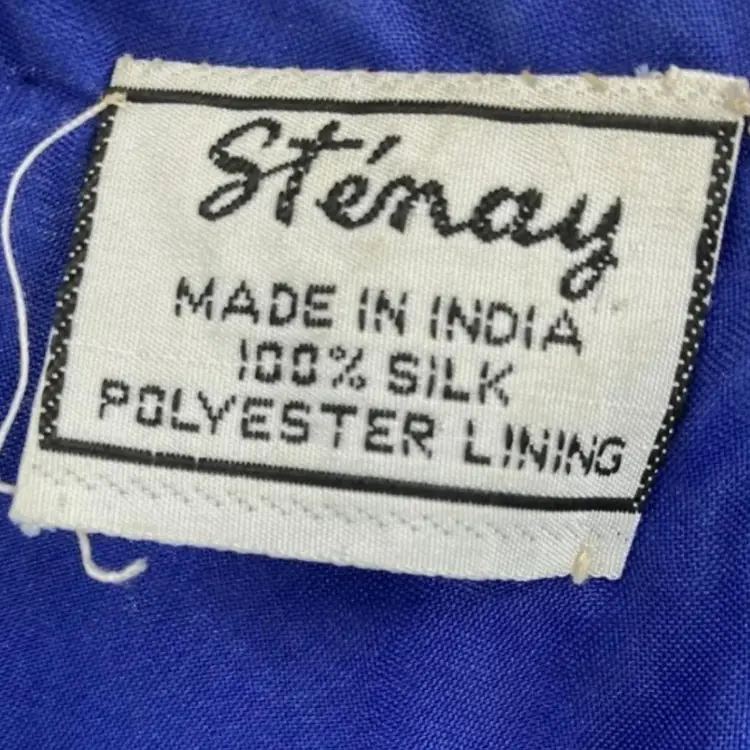 Sténay
MADE IN INDIA
100% SILK
POLYESTER LINING